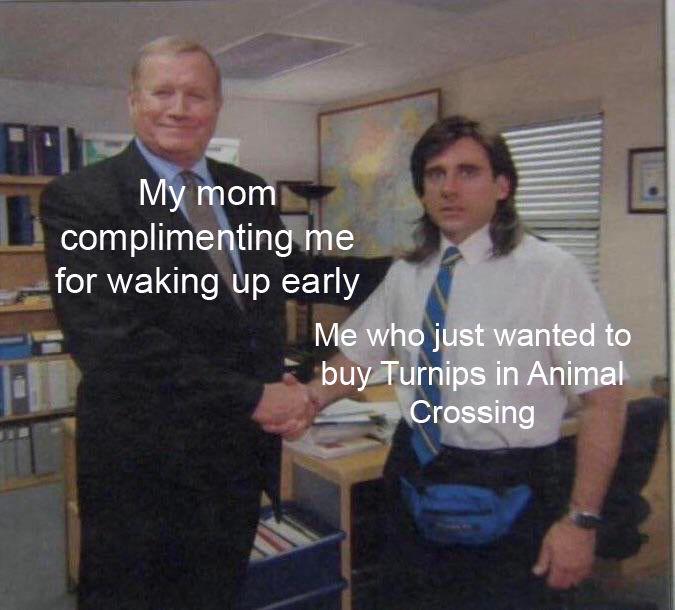 My mom
complimenting me
for waking up early
Me who just wanted to
buy Turnips in Animal
Crossing